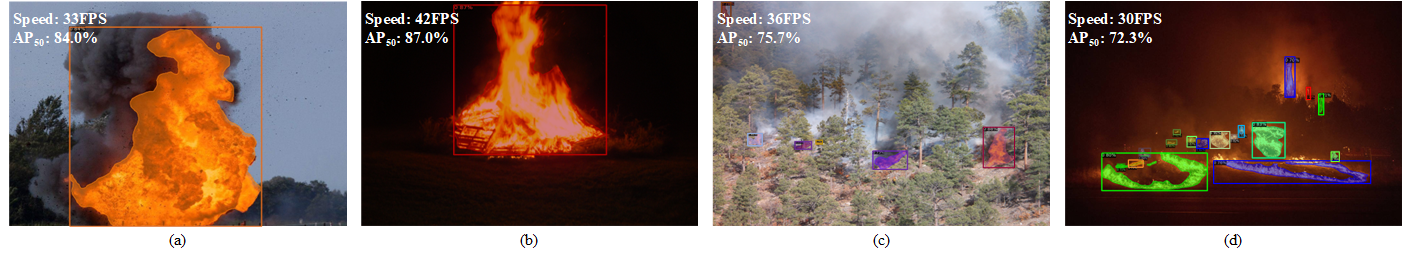 Speed: 33FPS
AP50: 84.0%
Speed: 42FPS
AP50: 87.0%
Speed: 36FPS
AP50: 75.7%
Speed: 30FPS
AP50: 72.3%
(a)
(b)
(c)
(d)